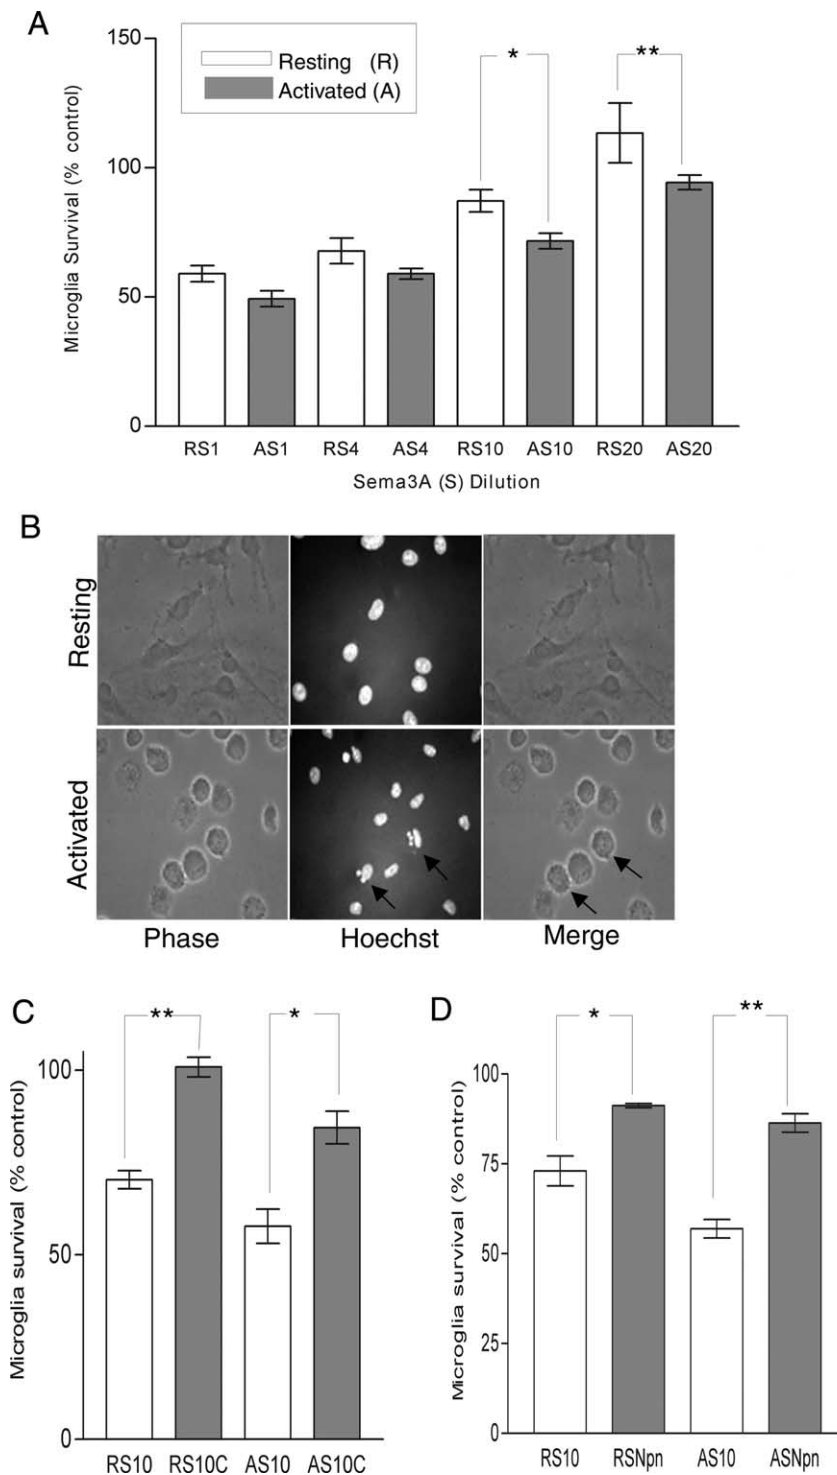 A
Microglia Survival (% control)
150
100
50
0
Resting (R)
Activated (A)
*
**
RS1 AS1 RS4 AS4 RS10 AS10 RS20 AS20
Sema3A (S) Dilution
B
Resting
Activated
Phase Hoechst Merge
C
Microglia survival (% control)
100
50
0
**
*
RS10 RS10C AS10 AS10C
D
Microglia survival (% control)
100
75
50
25
0
*
**
RS10 RSNpn AS10 ASNpn